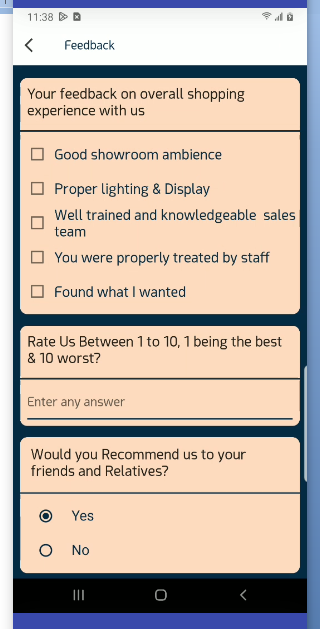 11:38
Feedback
Your feedback on overall shopping
experience with us
Good showroom ambience
Proper lighting & Display
Well trained and knowledgeable sales
team
You were properly treated by staff
Found what I wanted
Rate Us Between 1 to 10, 1 being the best
& 10 worst?
Enter any answer
Would you Recommend us to your
friends and Relatives?
Yes
No